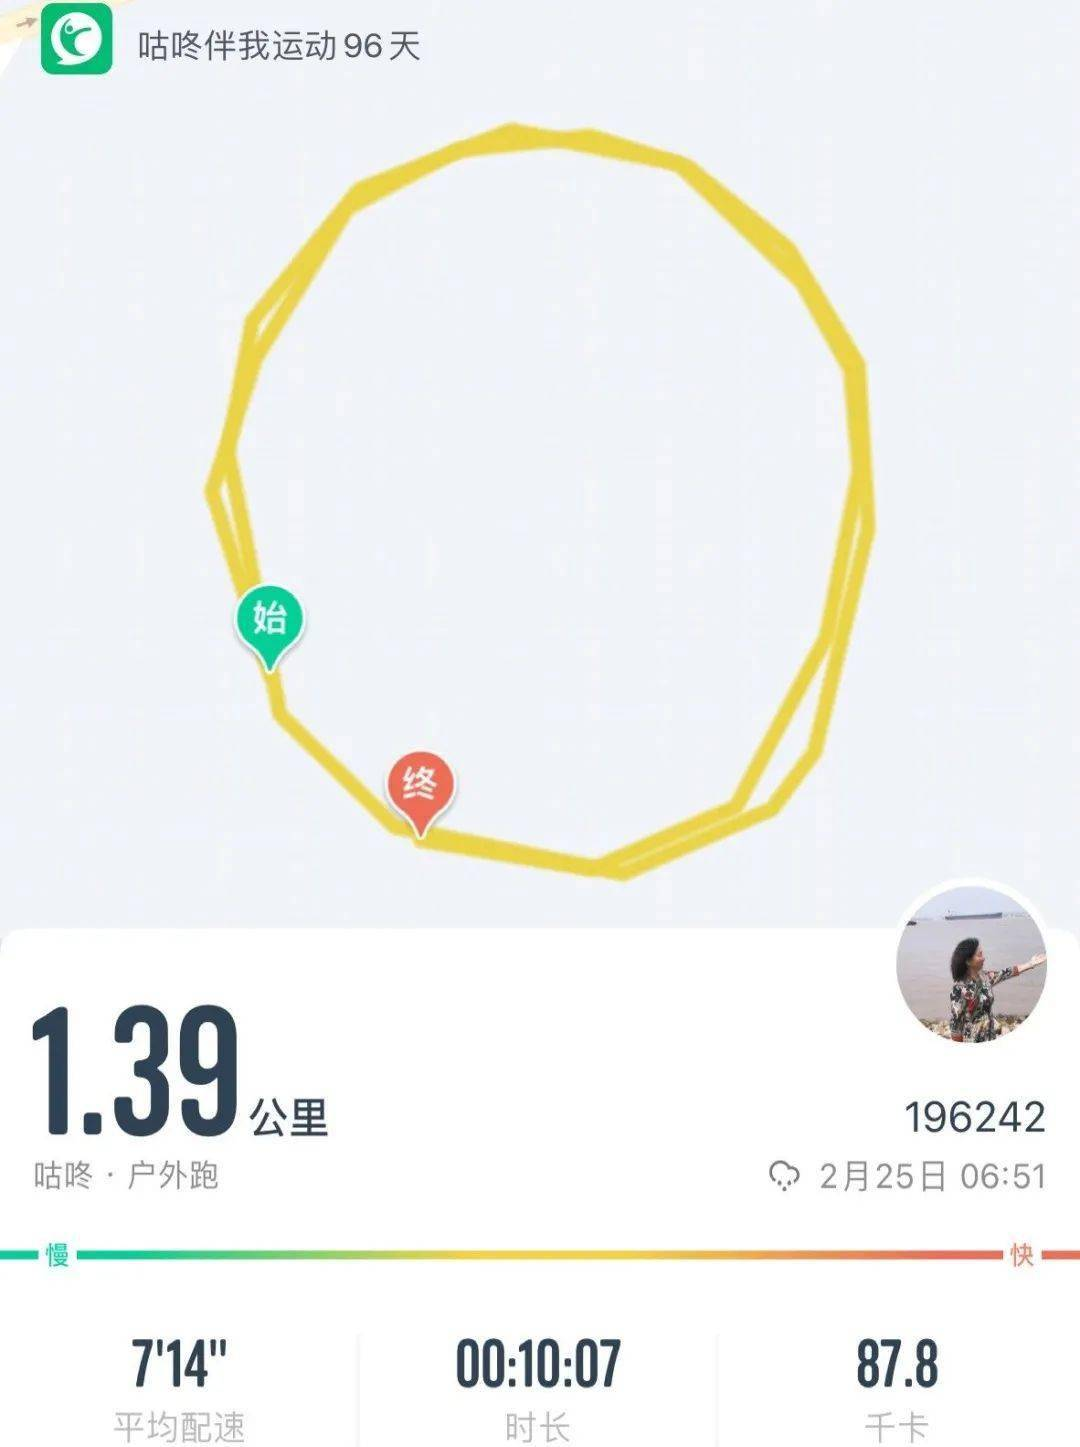 咕咚伴我运动96天
始
终
1.39公里
196242
咕咚 · 户外跑
2月25日 06:51
慢
快
7'14"
00:10:07
87.8
平均配速
时长
千卡